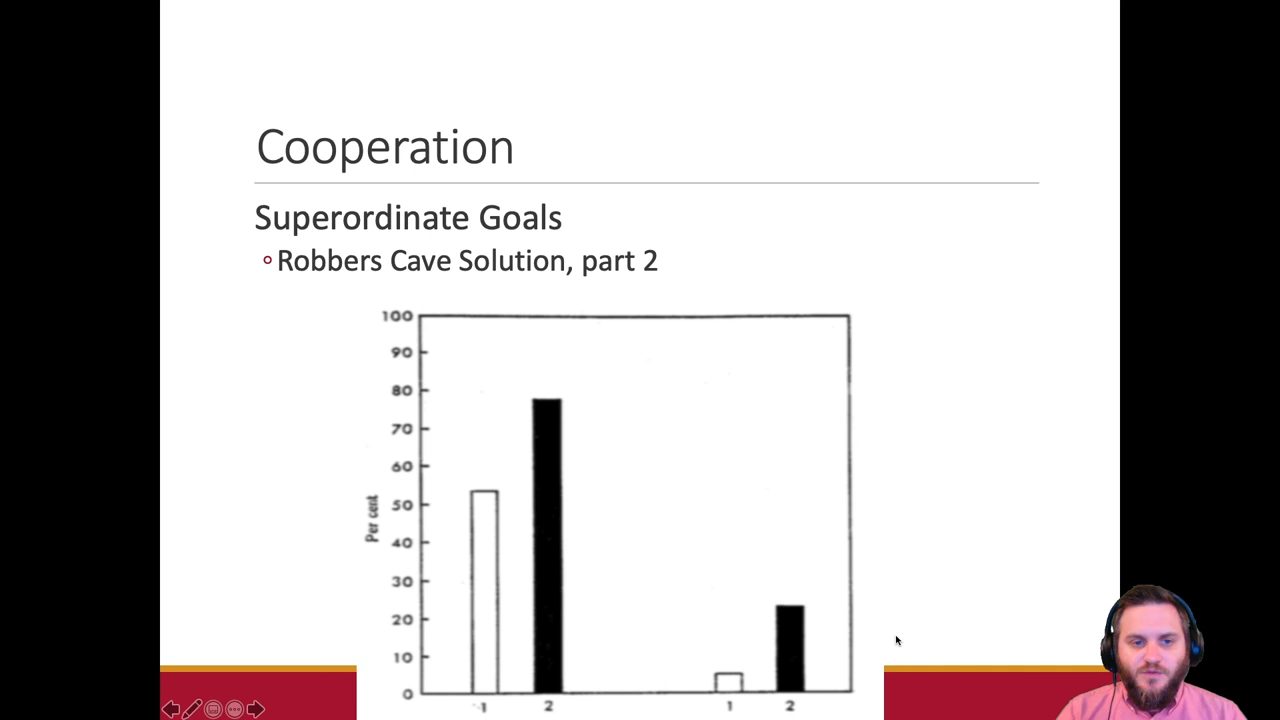 Cooperation
Superordinate Goals
Robbers Cave Solution, part 2
100
90
80
70
60
50
40
30
20
10
0
Per cent
1 2 1 2